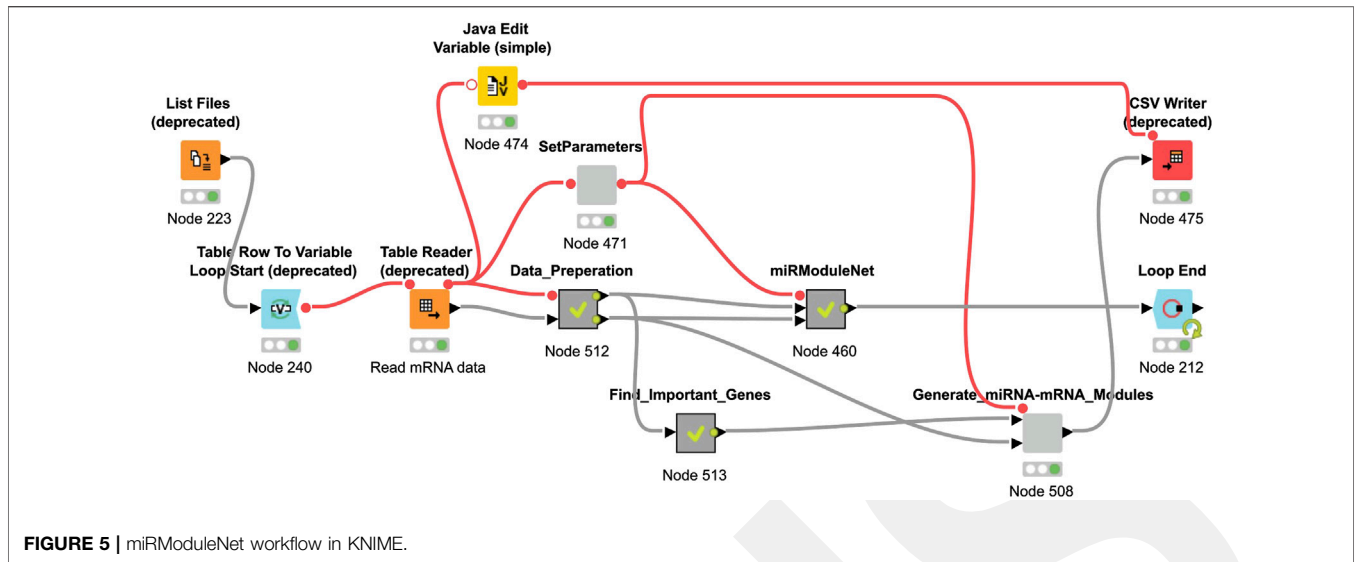 Java Edit
Variable (simple)
Node 474
List Files
(deprecated)
Node 223
CSV Writer
(deprecated)
Node 475
SetParameters
Node 471
Table Row To Variable
Loop Start (deprecated)
V
Node 240
Table Reader
(deprecated)
Read mRNA data
Data_Preperation
Node 512
miRModuleNet
Node 460
Loop End
Node 212
Find_Important_Genes
Node 513
Generate_miRNA-mRNA_Modules
Node 508
FIGURE 5 | miRModuleNet workflow in KNIME.